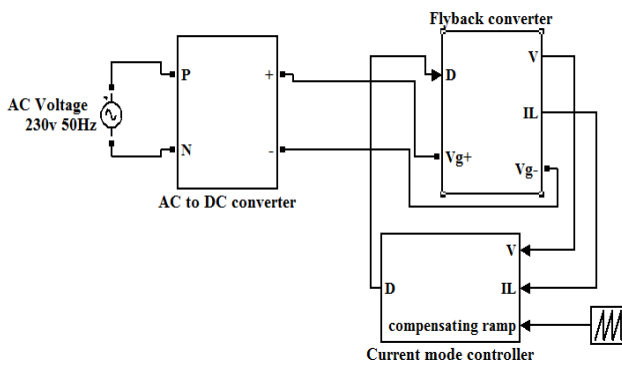 Flyback converter
P
+
D
V
AC Voltage
230v 50Hz
IL
N
-
Vg+
Vg-
AC to DC converter
V
D
IL
compensating ramp
Current mode controller